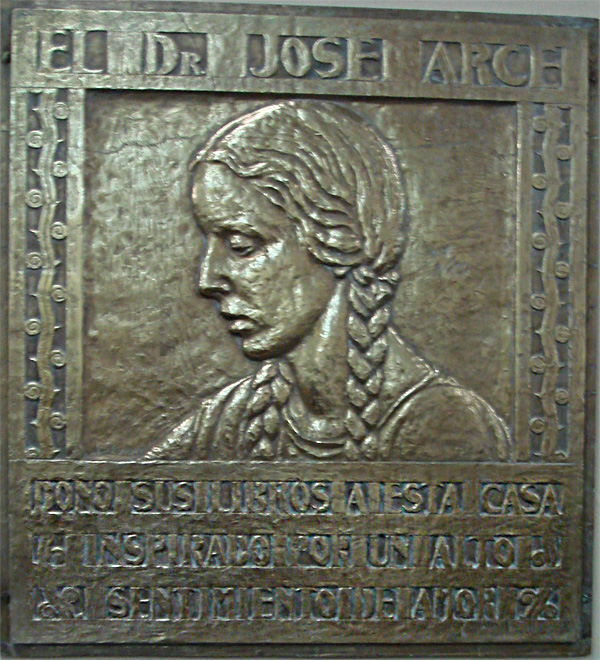 EL DR JOSE ARCE
DONO SUS LIBROS A ESTA CASA
INSPIRADO POR UN ALTO
SENTIMIENTO DE AMOR